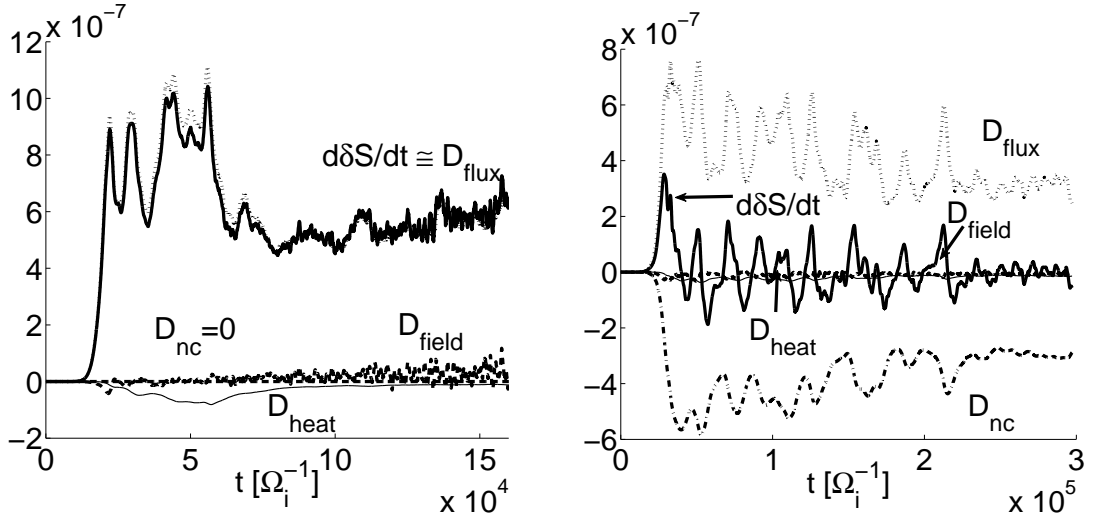 x 10⁻⁷
12
10
8
6
4
2
0
−2
dδS/dt ≅ D_flux
D_nc=0
D_field
D_heat
0
5
10
15
t [Ω_i⁻¹]
x 10⁴
x 10⁻⁷
8
6
4
2
0
−2
−4
−6
D_flux
dδS/dt
D_field
D_heat
D_nc
0
1
2
3
t [Ω_i⁻¹]
x 10⁵